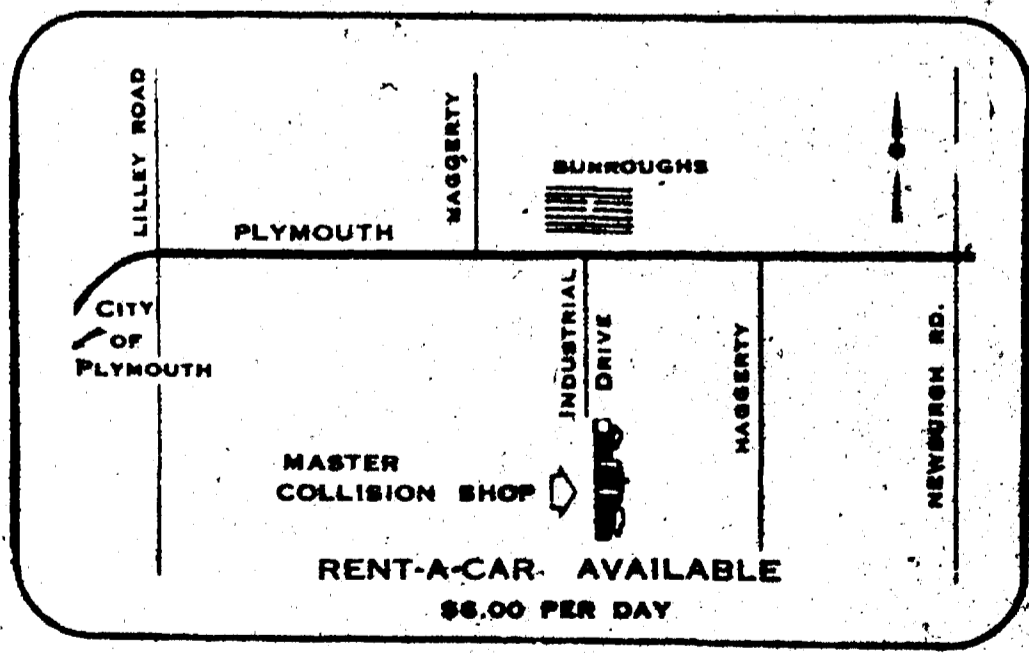 LILLEY ROAD
HAGGERTY
BURROUGHS
PLYMOUTH
CITY
OF
PLYMOUTH
INDUSTRIAL
DRIVE
HAGGERTY
NEWBURGH RD.
MASTER
COLLISION SHOP
RENT-A-CAR AVAILABLE
$6.00 PER DAY